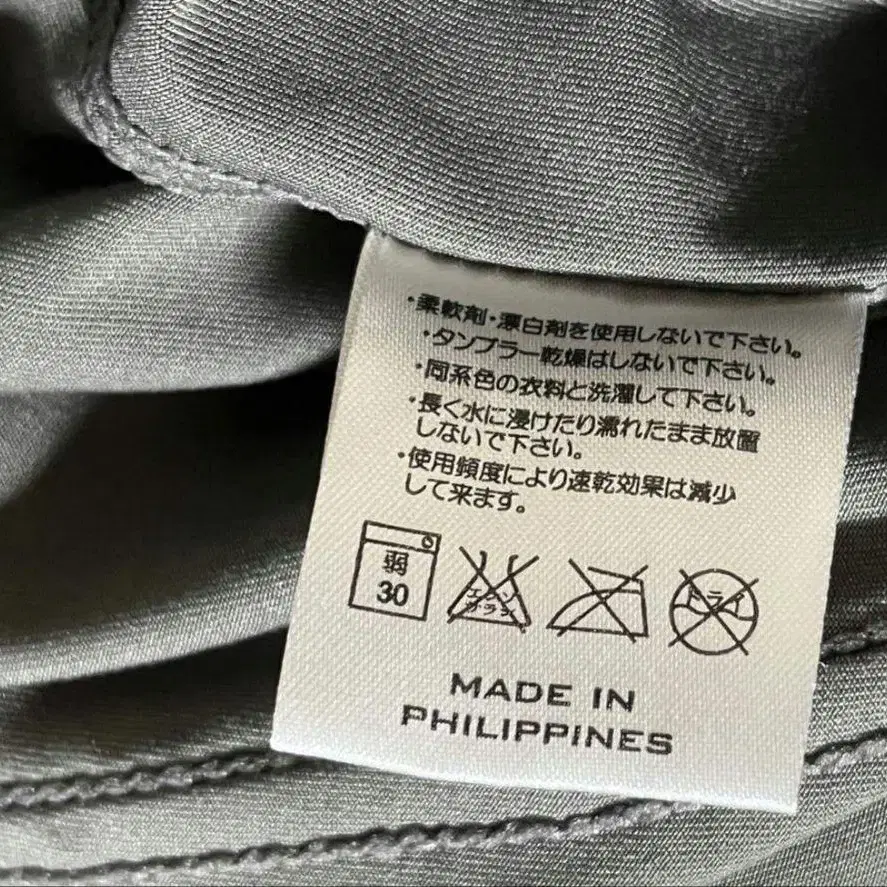 ・柔軟剤・漂白剤を使用しないで下さい。
・タンブラー乾燥はしないで下さい。
・同系色の衣料と洗濯して下さい。
・長く水に浸けたり濡れたまま放置
しないで下さい。
・使用頻度により速乾効果は減少
して来ます。
弱
30
エンソ
サラシ
ドライ
MADE IN
PHILIPPINES